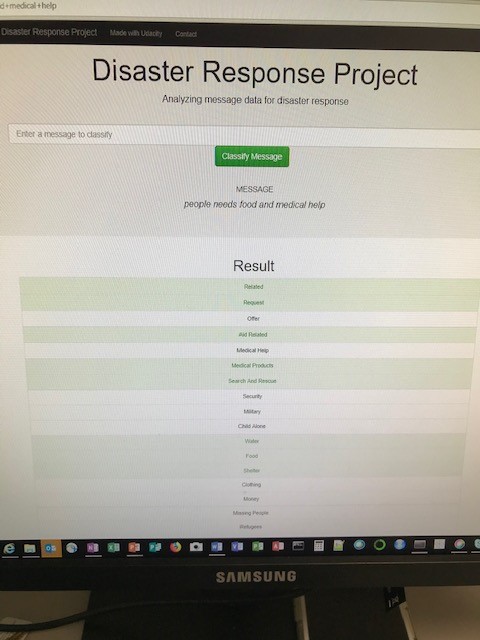 d+medical+help
Disaster Response Project Made with Udacity Contact
Disaster Response Project
Analyzing message data for disaster response
Enter a message to classify
Classify Message
MESSAGE
people needs food and medical help
Result
Related
Request
Offer
Aid Related
Medical Help
Medical Products
Search And Rescue
Security
Military
Child Alone
Water
Food
Shelter
Clothing
Money
Missing People
Refugees
SAMSUNG